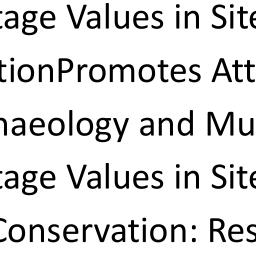 tage Values in Site
tionPromotes Att
haeology and Mu
tage Values in Site
Conservation: Res